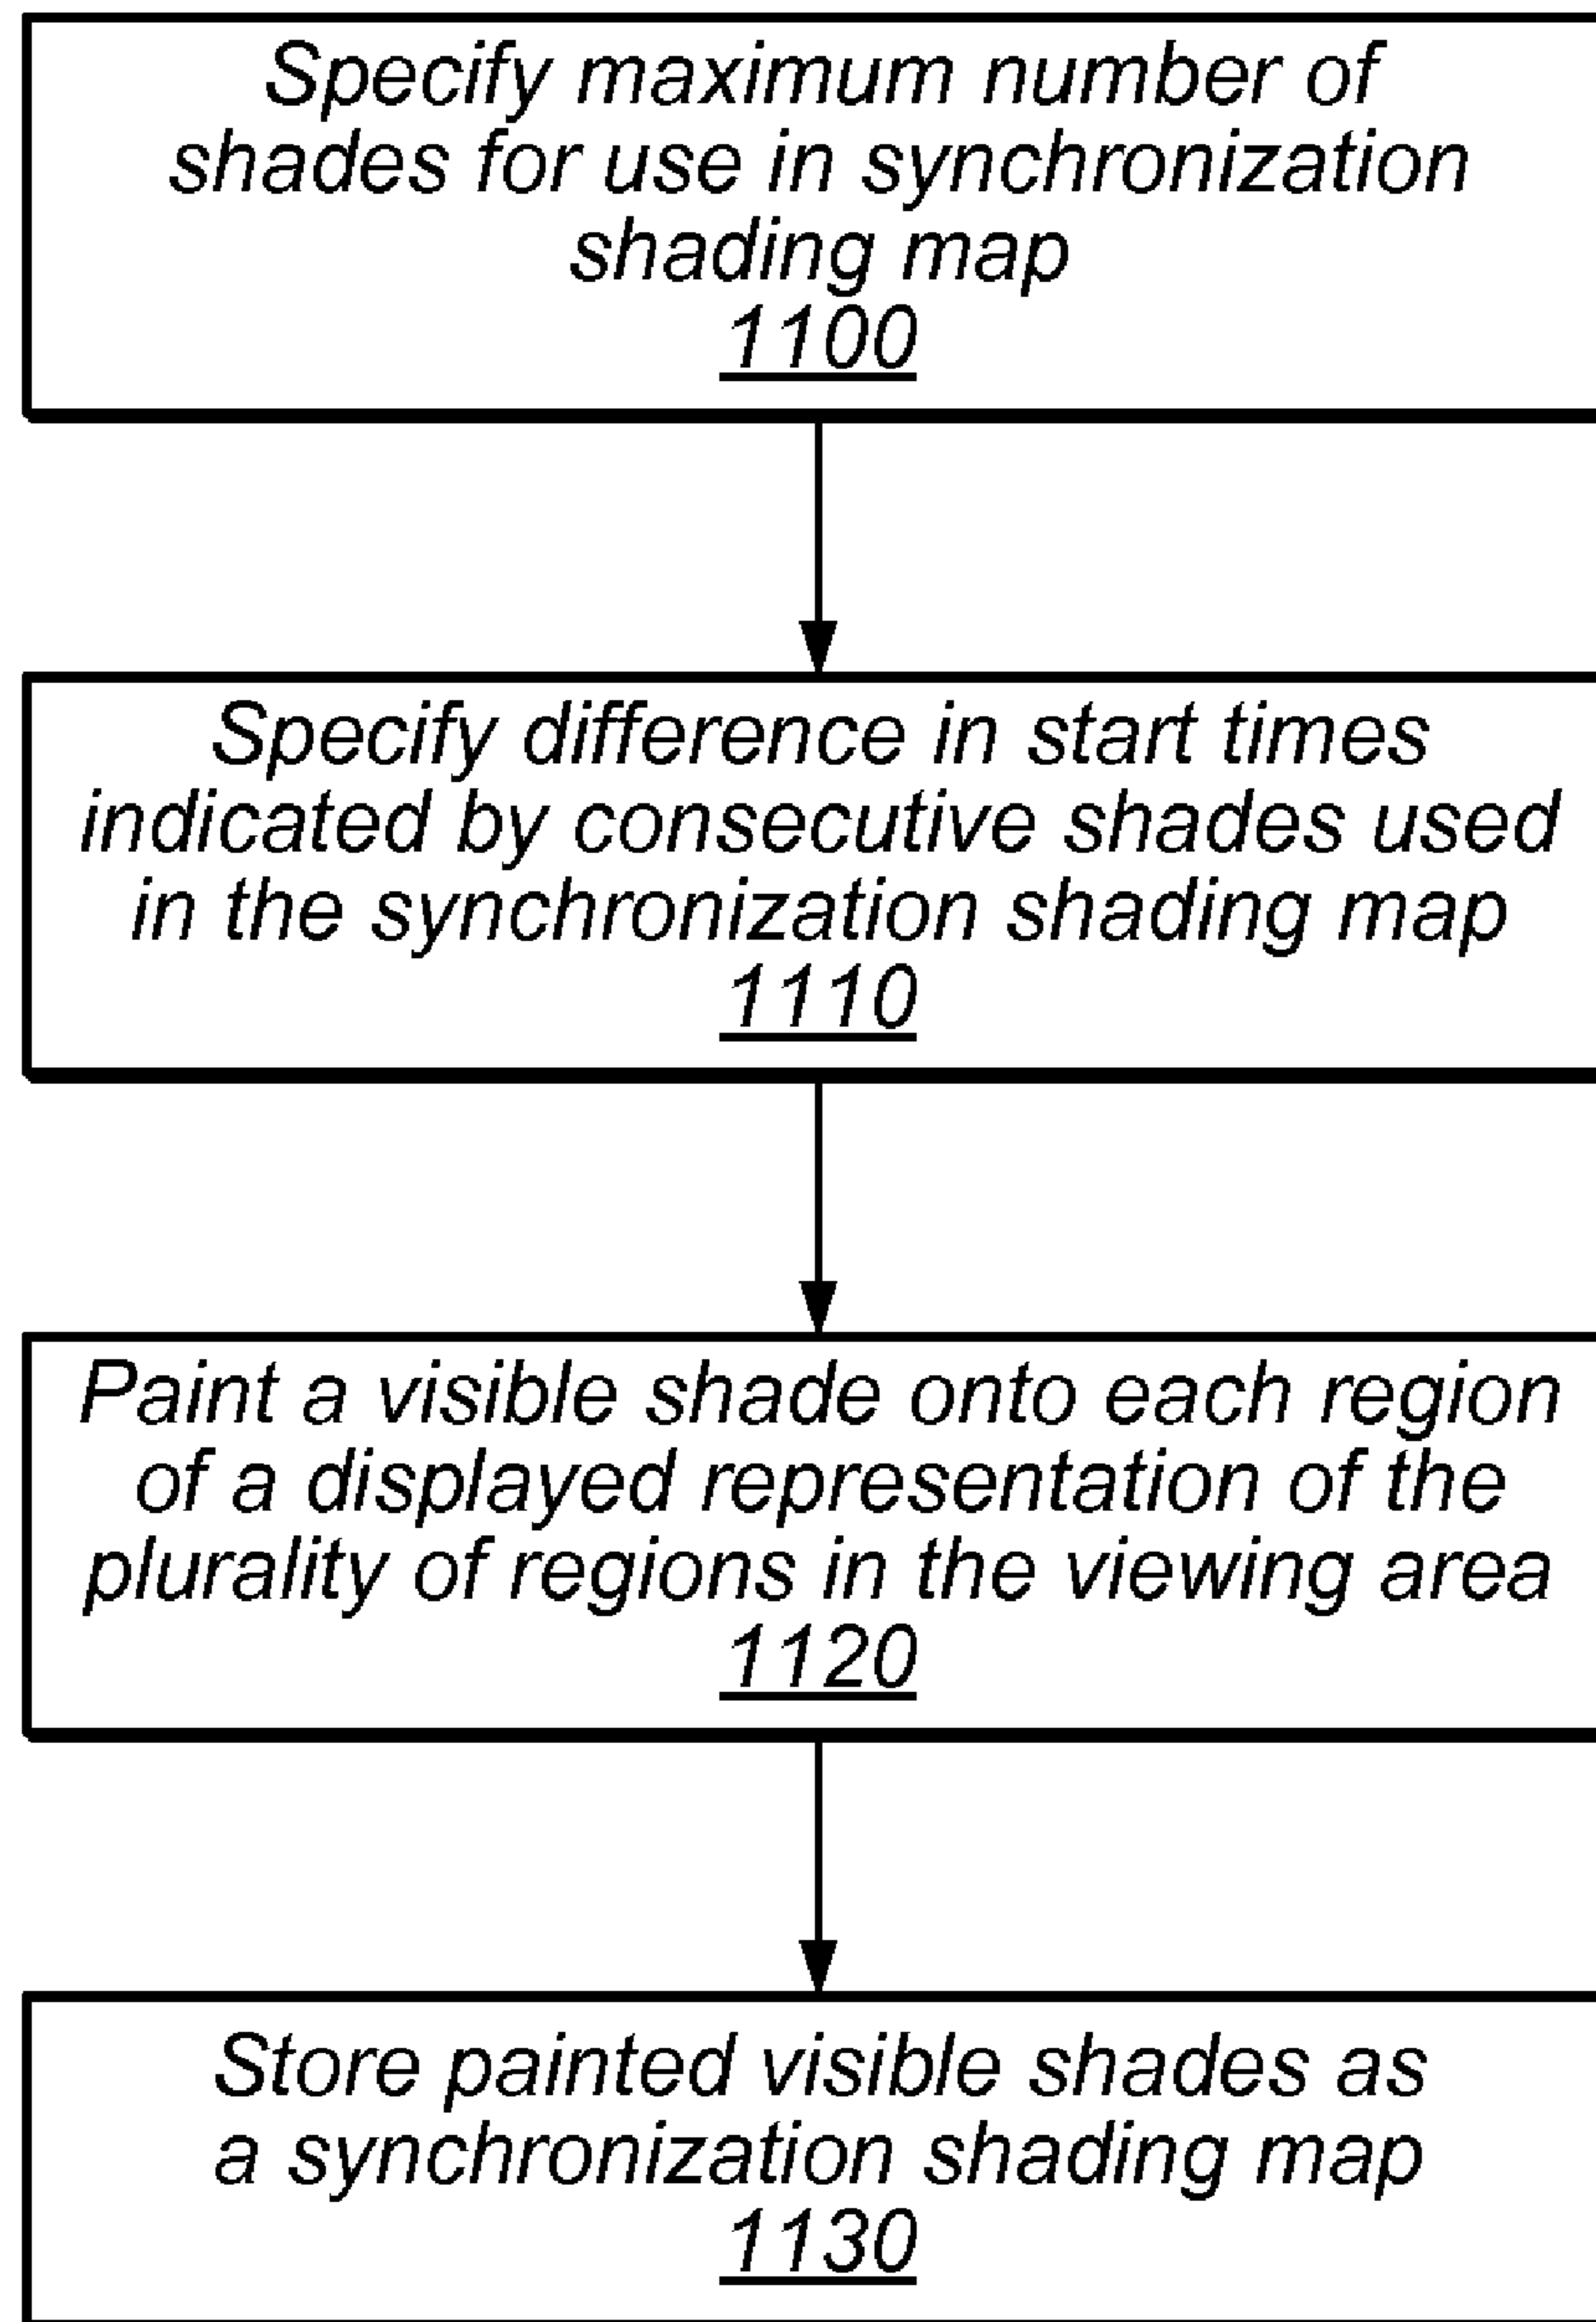 Specify maximum number of
shades for use in synchronization
shading map
1100
Specify difference in start times
indicated by consecutive shades used
in the synchronization shading map
1110
Paint a visible shade onto each region
of a displayed representation of the
plurality of regions in the viewing area
1120
Store painted visible shades as
a synchronization shading map
1130